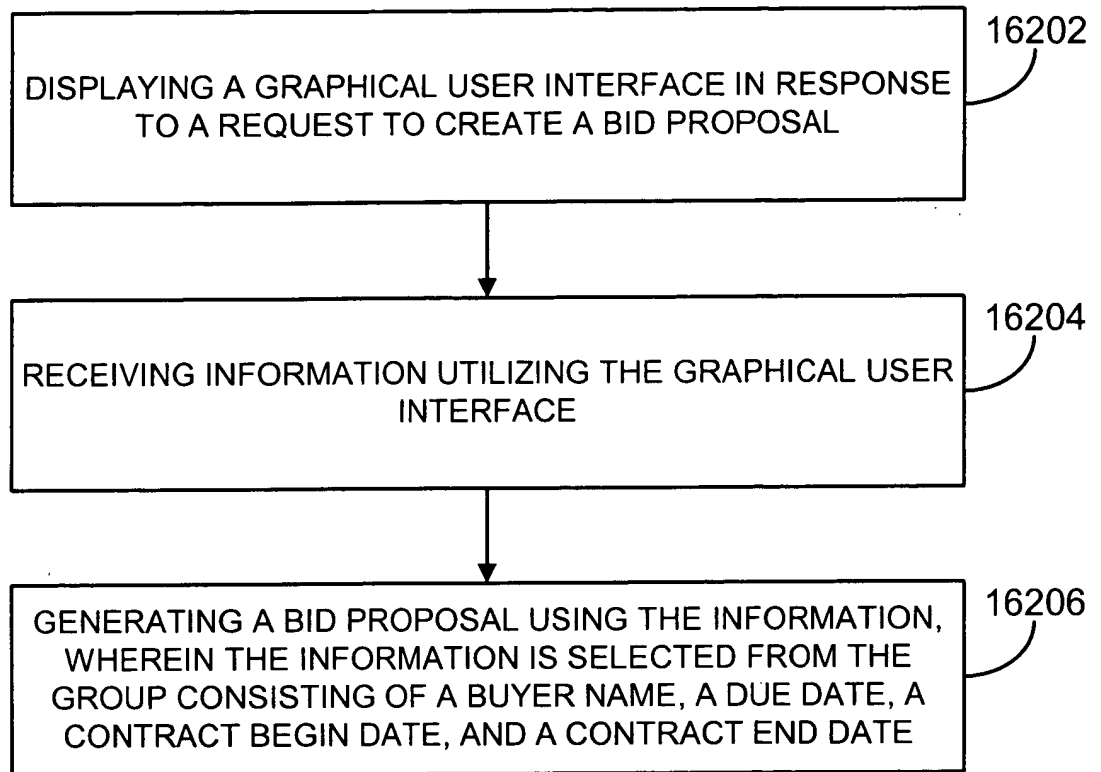 16202
DISPLAYING A GRAPHICAL USER INTERFACE IN RESPONSE
TO A REQUEST TO CREATE A BID PROPOSAL
16204
RECEIVING INFORMATION UTILIZING THE GRAPHICAL USER
INTERFACE
16206
GENERATING A BID PROPOSAL USING THE INFORMATION,
WHEREIN THE INFORMATION IS SELECTED FROM THE
GROUP CONSISTING OF A BUYER NAME, A DUE DATE, A
CONTRACT BEGIN DATE, AND A CONTRACT END DATE